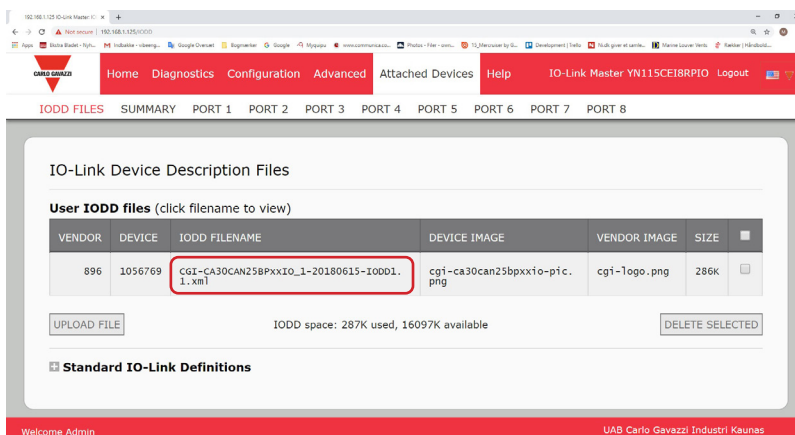 192.168.1.125 IO-Link Master: IO
Not secure | 192.168.1.125/IODD
Apps
CARLO GAVAZZI
Home Diagnostics Configuration Advanced Attached Devices Help IO-Link Master YN115CEI8RPIO Logout
IODD FILES SUMMARY PORT 1 PORT 2 PORT 3 PORT 4 PORT 5 PORT 6 PORT 7 PORT 8
IO-Link Device Description Files
User IODD files (click filename to view)
VENDOR DEVICE IODD FILENAME DEVICE IMAGE VENDOR IMAGE SIZE
896 1056769 CGI-CA30CAN25BPxxIO_1-20180615-IODD1. cgi-ca30can25bpxxio-pic. cgi-logo.png 286K
1.xml png
UPLOAD FILE IODD space: 287K used, 16097K available DELETE SELECTED
Standard IO-Link Definitions
Welcome Admin UAB Carlo Gavazzi Industri Kaunas